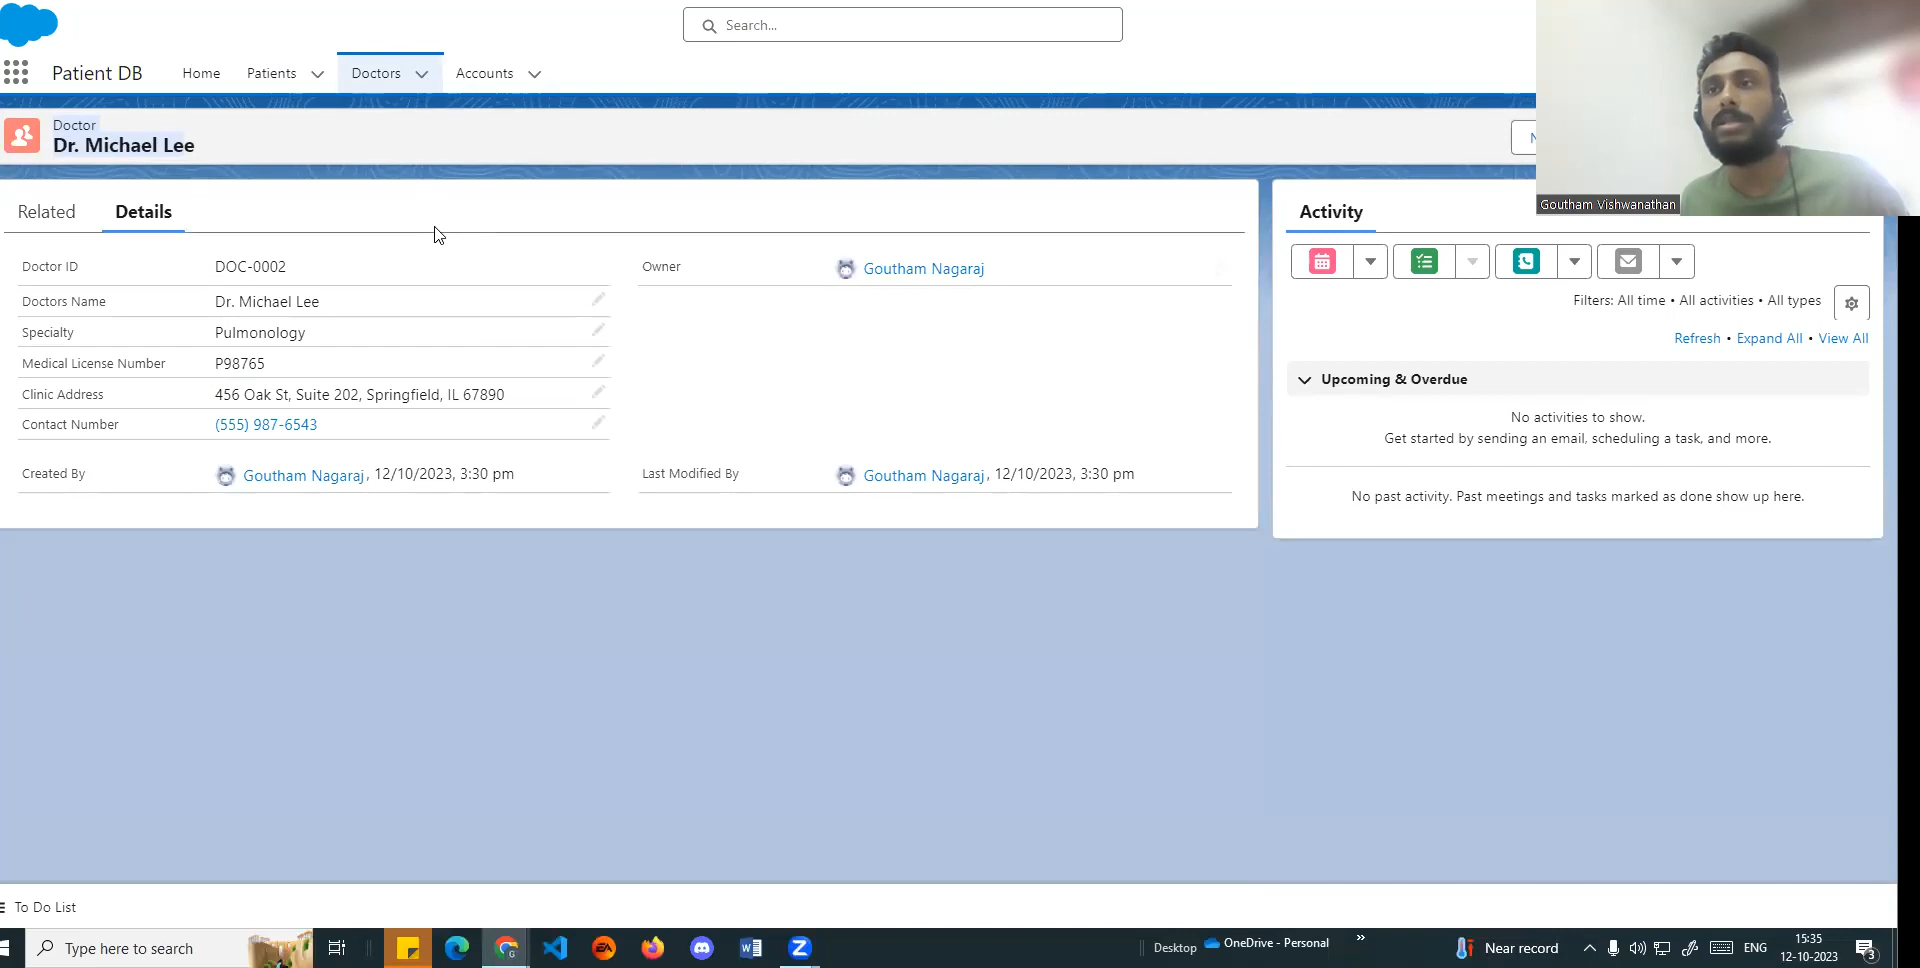 Search...
Patient DB
Home
Patients
Doctors
Accounts
Doctor
Dr. Michael Lee
N
Goutham Vishwanathan
Related
Details
Doctor ID
DOC-0002
Owner
Goutham Nagaraj
Doctors Name
Dr. Michael Lee
Specialty
Pulmonology
Medical License Number
P98765
Clinic Address
456 Oak St, Suite 202, Springfield, IL 67890
Contact Number
(555) 987-6543
Created By
Goutham Nagaraj, 12/10/2023, 3:30 pm
Last Modified By
Goutham Nagaraj, 12/10/2023, 3:30 pm
Activity
Filters: All time • All activities • All types
Refresh • Expand All • View All
Upcoming & Overdue
No activities to show.
Get started by sending an email, scheduling a task, and more.
No past activity. Past meetings and tasks marked as done show up here.
To Do List
Type here to search
EA
Desktop
OneDrive - Personal
Near record
ENG
15:35
12-10-2023
3